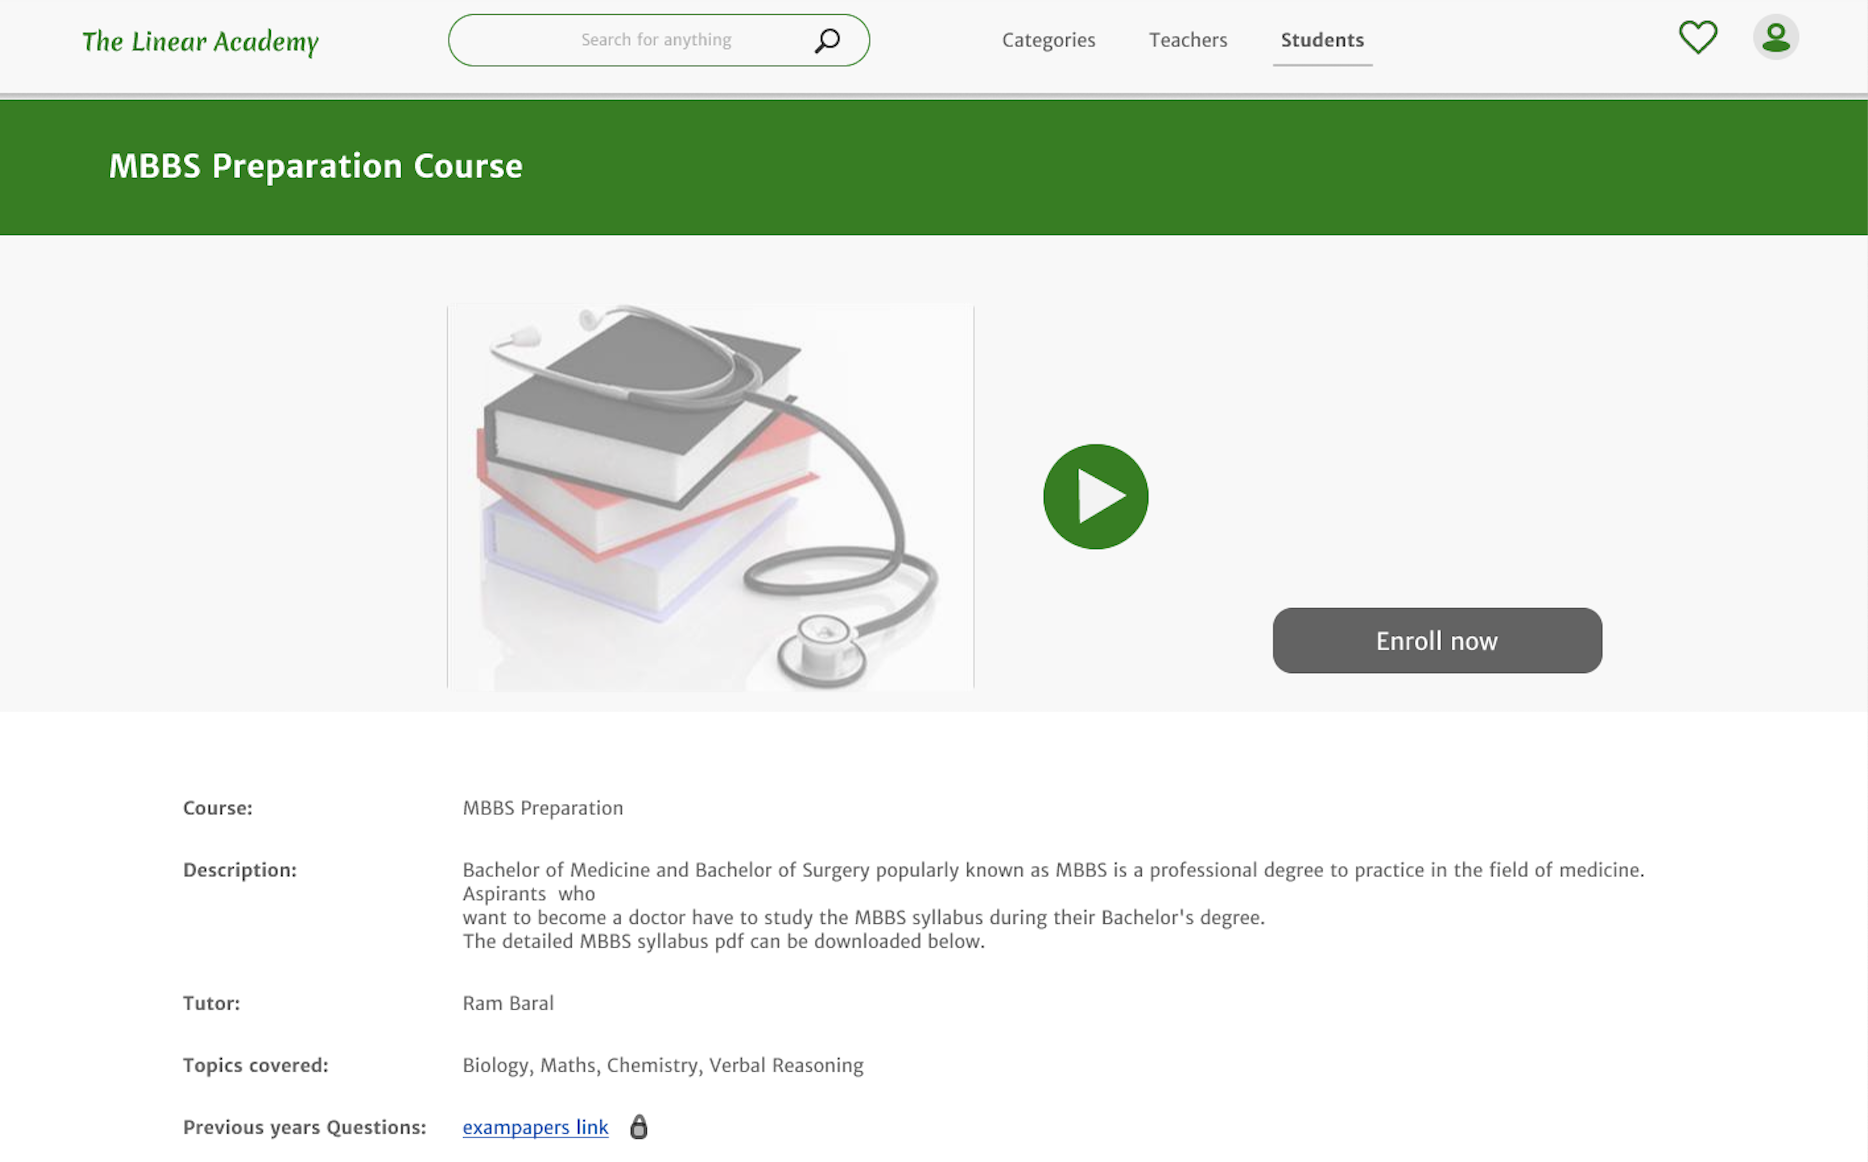 The Linear Academy
Search for anything
Categories
Teachers
Students
MBBS Preparation Course
Enroll now
Course:
MBBS Preparation
Description:
Bachelor of Medicine and Bachelor of Surgery popularly known as MBBS is a professional degree to practice in the field of medicine.
Aspirants  who
want to become a doctor have to study the MBBS syllabus during their Bachelor's degree.
The detailed MBBS syllabus pdf can be downloaded below.
Tutor:
Ram Baral
Topics covered:
Biology, Maths, Chemistry, Verbal Reasoning
Previous years Questions:
exampapers link